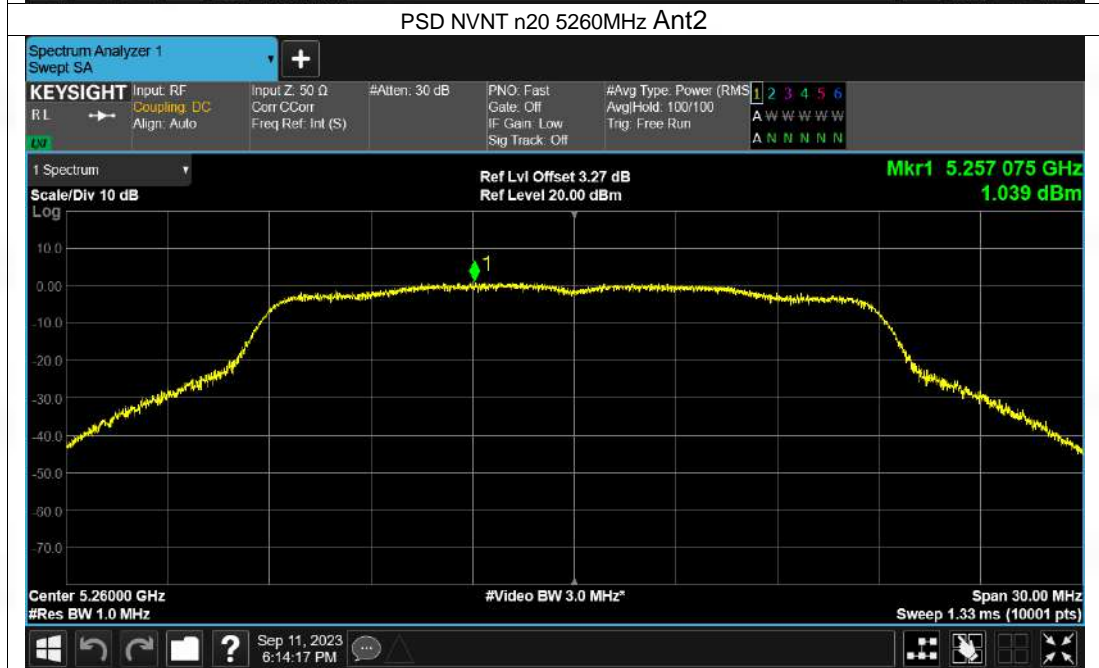 PSD NVNT n20 5260MHz Ant2
Spectrum Analyzer 1
Swept SA
+
KEYSIGHT Input: RF Input Z: 50 Ω #Atten: 30 dB PNO: Fast #Avg Type: Power (RMS 1 2 3 4 5 6
RL Coupling: DC Corr CCorr Gate: Off Avg|Hold: 100/100 A W W W W W
Align: Auto Freq Ref: Int (S) IF Gain: Low Trig: Free Run
Sig Track: Off A N N N N N
1 Spectrum Ref Lvl Offset 3.27 dB Mkr1 5.257 075 GHz
Scale/Div 10 dB Ref Level 20.00 dBm 1.039 dBm
Log
10.0
1
0.00
-10.0
-20.0
-30.0
-40.0
-50.0
-60.0
-70.0
Center 5.26000 GHz #Video BW 3.0 MHz* Span 30.00 MHz
#Res BW 1.0 MHz Sweep 1.33 ms (10001 pts)
? Sep 11, 2023
6:14:17 PM